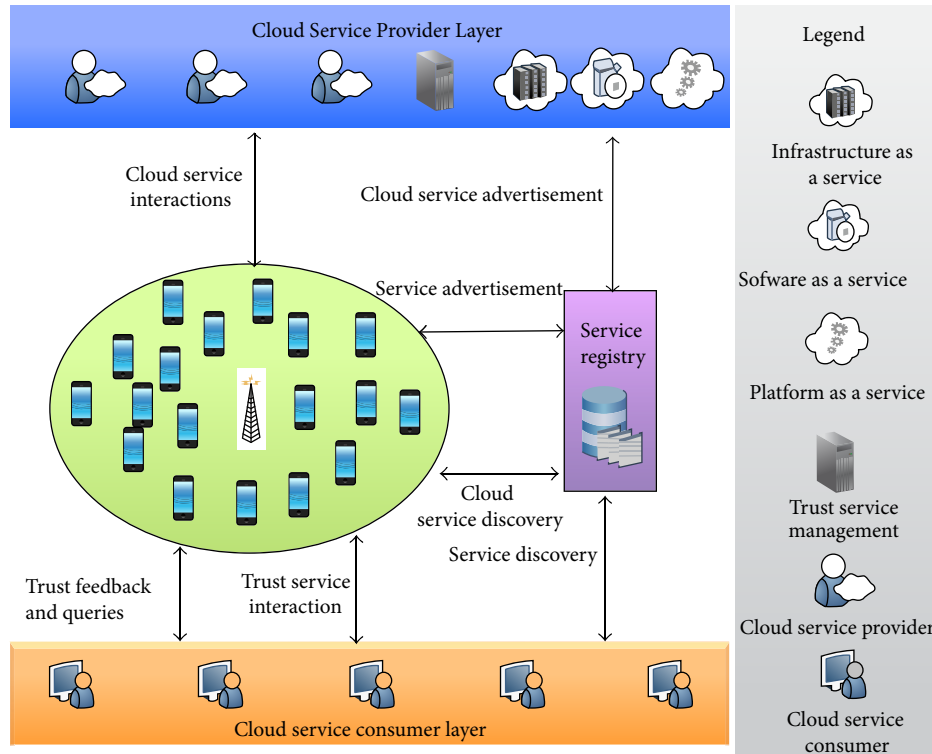 Cloud Service Provider Layer
Cloud service
interactions
Cloud service advertisement
Service advertisement
Service
registry
Cloud
service discovery
Service discovery
Trust feedback
and queries
Trust service
interaction
Cloud service consumer layer
Legend
Infrastructure as
a service
Sofware as a service
Platform as a service
Trust service
management
Cloud service provider
Cloud service
consumer